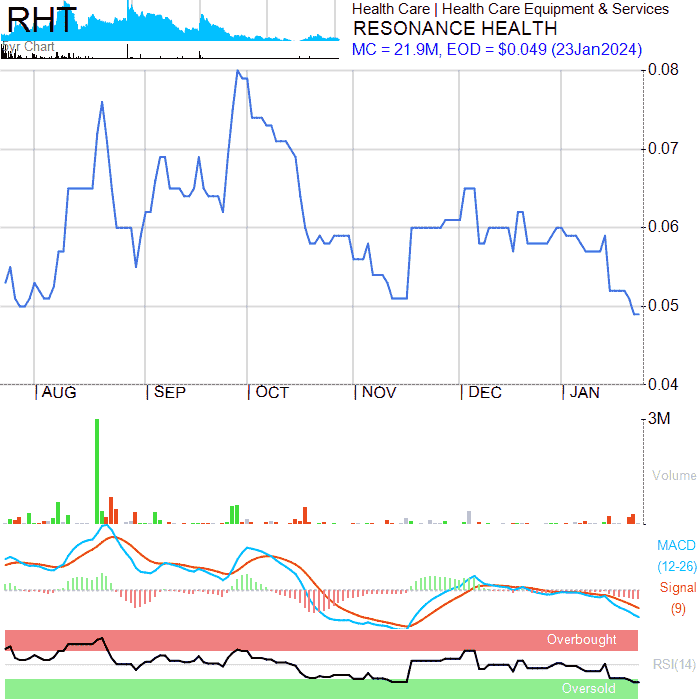 RHT
Health Care | Health Care Equipment & Services
RESONANCE HEALTH
MC = 21.9M, EOD = $0.049 (23Jan2024)
yr Chart
0.08
0.07
0.06
0.05
0.04
AUG
SEP
OCT
NOV
DEC
JAN
3M
Volume
MACD
(12-26)
Signal
(9)
Overbought
RSI(14)
Oversold